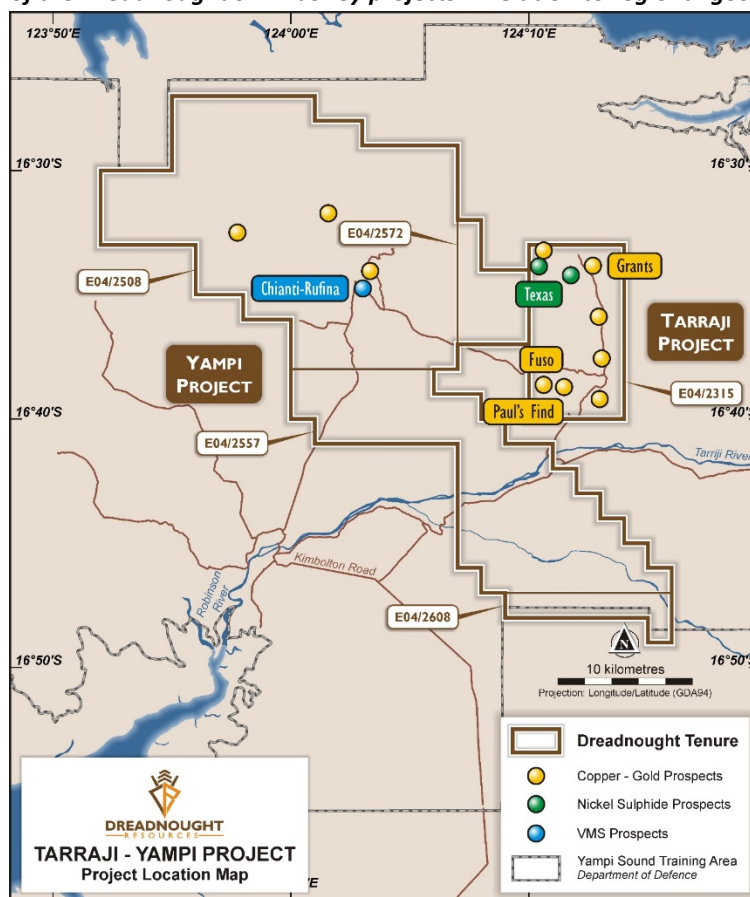 projects
123°50'E
124°00'E
124°10'E
16°30'S
16°30'S
E04/2572
E04/2508
Chianti-Rufina
Grants
Texas
TARRAJI
PROJECT
YAMPI
PROJECT
Fuso
E04/2315
Paul's Find
16°40'S
16°40'S
E04/2557
Tarriji River
Kimbolton Road
Robinson
River
E04/2608
N
16°50'S
16°50'S
10 kilometres
Projection: Longitude/Latitude (GDA94)
Dreadnought Tenure
Copper - Gold Prospects
Nickel Sulphide Prospects
VMS Prospects
Yampi Sound Training Area
Department of Defence
DREADNOUGHT
RESOURCES
TARRAJI - YAMPI PROJECT
Project Location Map